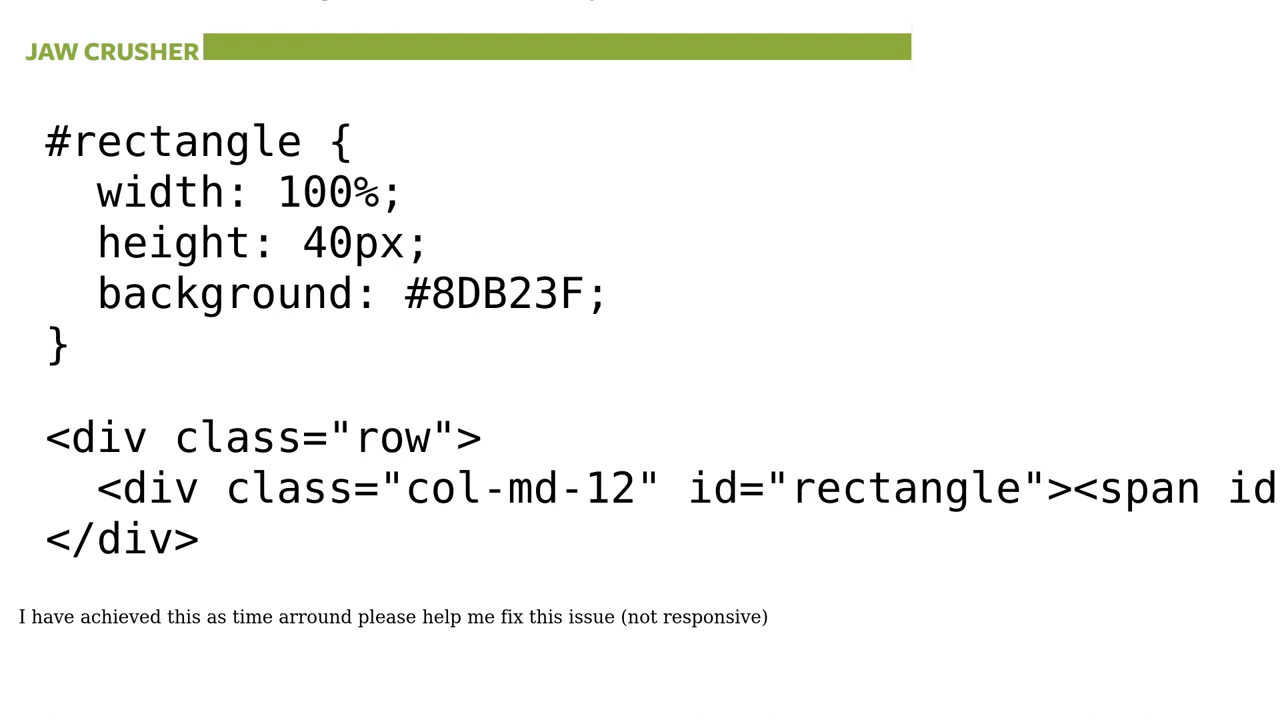 JAW CRUSHER
#rectangle {
  width: 100%;
  height: 40px;
  background: #8DB23F;
}
<div class="row">
  <div class="col-md-12" id="rectangle"><span id
</div>
I have achieved this as time arround please help me fix this issue (not responsive)